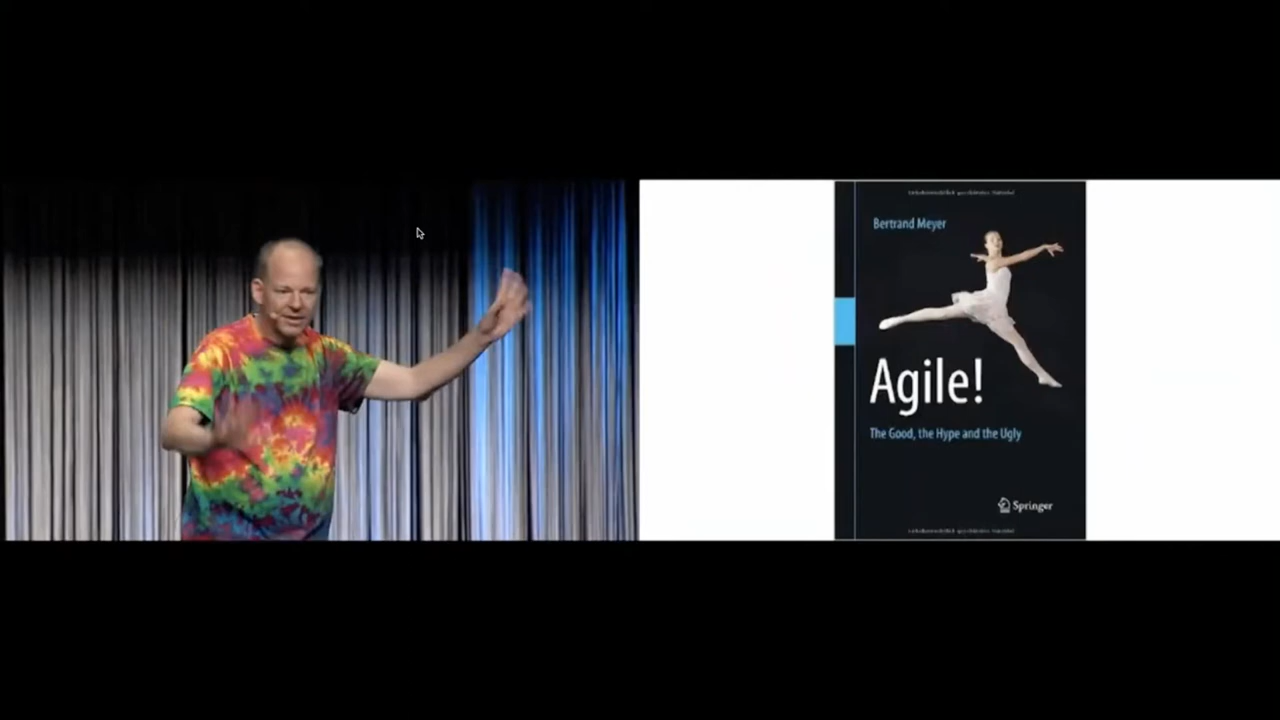 Bertrand Meyer
Agile!
The Good, the Hype and the Ugly
Springer